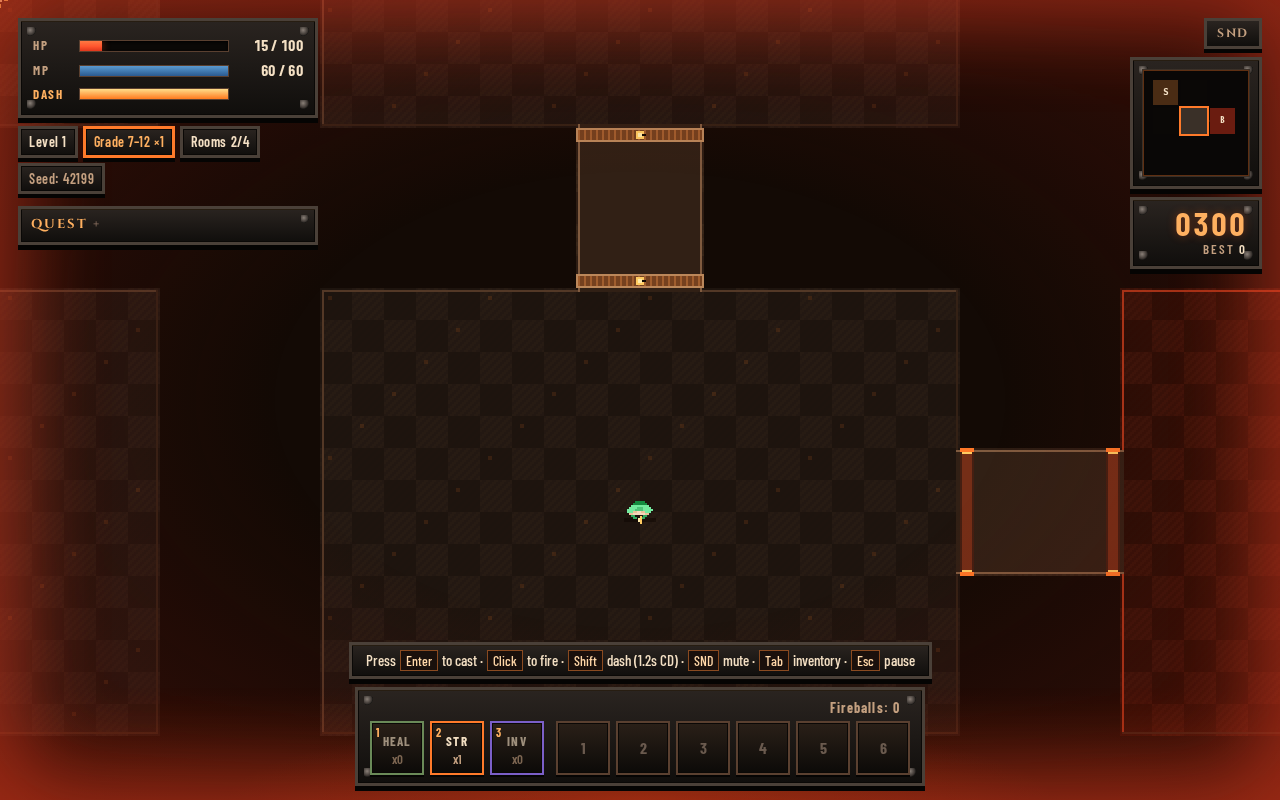 HP 15 / 100
MP 60 / 60
DASH
Level 1 Grade 7-12 ×1 Rooms 2/4
Seed: 42199
QUEST +
SND
S
B
0300
BEST 0
Press Enter to cast · Click to fire · Shift dash (1.2s CD) · SND mute · Tab inventory · Esc pause
Fireballs: 0
1 HEAL x0
2 STR x1
3 INV x0
1 2 3 4 5 6